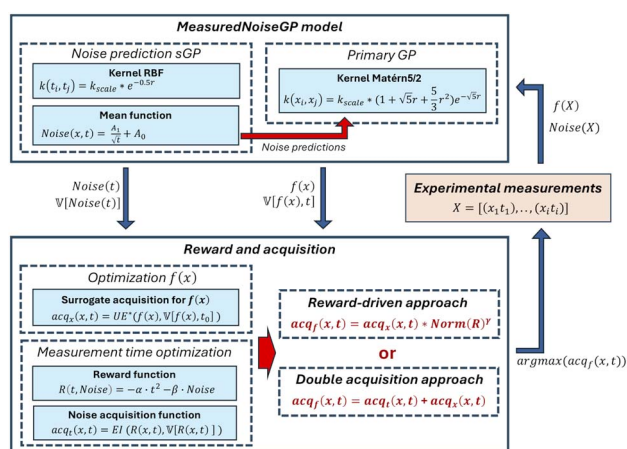 MeasuredNoiseGP model
Noise prediction sGP
Kernel RBF
k(t_i, t_j) = k_scale * e^{-0.5r}
Mean function
Noise(x, t) = A_1/√t + A_0
Primary GP
Kernel Matérn5/2
k(x_i, x_j) = k_scale * (1 + √5r + 5/3 r²)e^{-√5r}
Noise predictions
f(X)
Noise(X)
Noise(t)
𝕍[Noise(t)]
f(x)
𝕍[f(x), t]
Experimental measurements
X = [(x_1t_1),..,(x_it_i)]
Reward and acquisition
Optimization f(x)
Surrogate acquisition for f(x)
acq_x(x, t) = UE*(f(x), 𝕍[f(x), t_0] )
Measurement time optimization
Reward function
R(t, Noise) = −α · t² −β · Noise
Noise acquisition function
acq_t(x, t) = EI (R(x, t), 𝕍[R(x, t) ] )
Reward-driven approach
acq_f(x, t) = acq_x(x, t) * Norm(R)^γ
or
Double acquisition approach
acq_f(x, t) = acq_t(x, t) + acq_x(x, t)
argmax(acq_f(x, t))